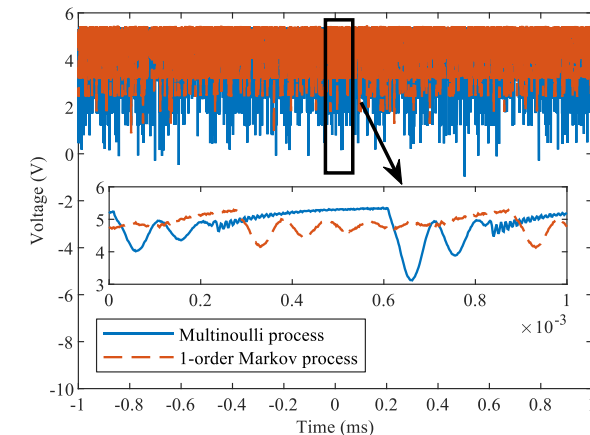 6
4
2
0
-2
-4
-6
-8
-10
Voltage (V)
6
5
4
3
0 0.2 0.4 0.6 0.8 1
×10⁻³
Multinoulli process
1-order Markov process
-1 -0.8 -0.6 -0.4 -0.2 0 0.2 0.4 0.6 0.8
Time (ms)